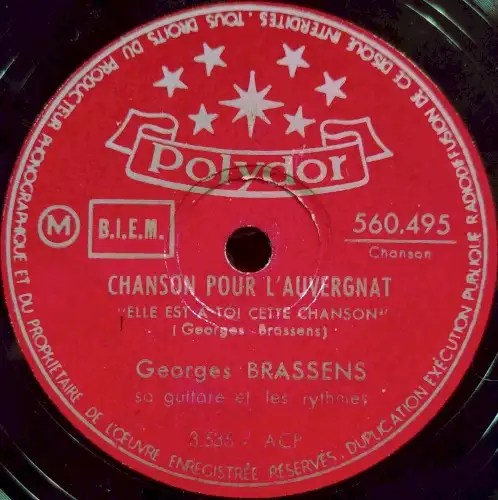 TOUS DROITS DU PRODUCTEUR PHONOGRAPHIQUE ET DU PROPRIÉTAIRE DE L'ŒUVRE ENREGISTRÉE RÉSERVÉS. DUPLICATION EXÉCUTION PUBLIQUE RADIODIFFUSION DE CE DISQUE INTERDITES.
Polydor
M
B.I.E.M.
560.495
Chanson
CHANSON POUR L'AUVERGNAT
"ELLE EST A TOI CETTE CHANSON"
(Georges Brassens)
Georges BRASSENS
sa guitare et les rythmes
ACP